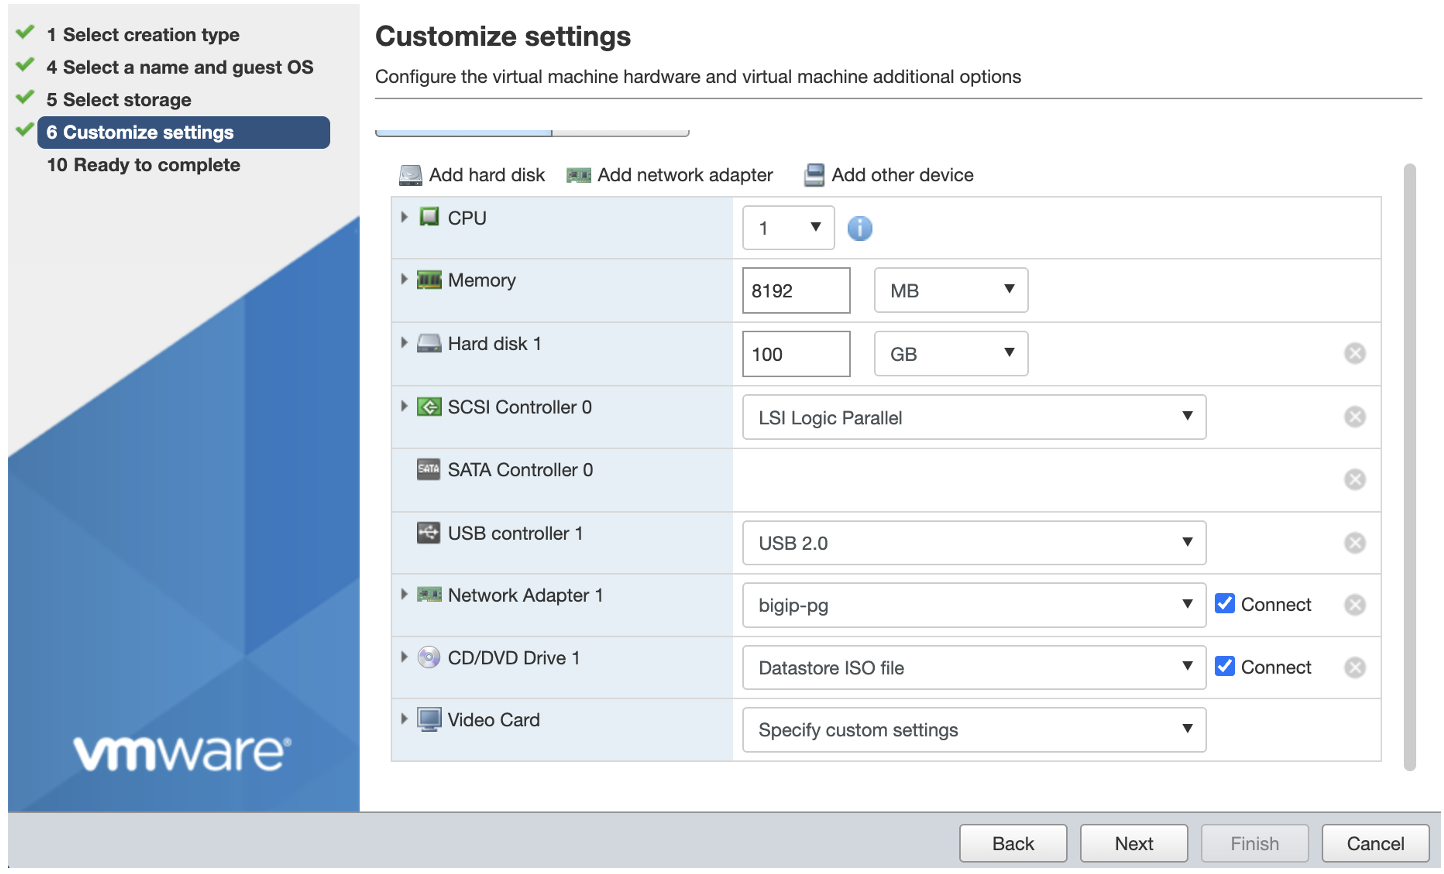 1 Select creation type
4 Select a name and guest OS
5 Select storage
6 Customize settings
10 Ready to complete
vmware®
Customize settings
Configure the virtual machine hardware and virtual machine additional options
Add hard disk Add network adapter Add other device
CPU 1
Memory 8192 MB
Hard disk 1 100 GB
SCSI Controller 0 LSI Logic Parallel
SATA SATA Controller 0
USB controller 1 USB 2.0
Network Adapter 1 bigip-pg Connect
CD/DVD Drive 1 Datastore ISO file Connect
Video Card Specify custom settings
Back Next Finish Cancel